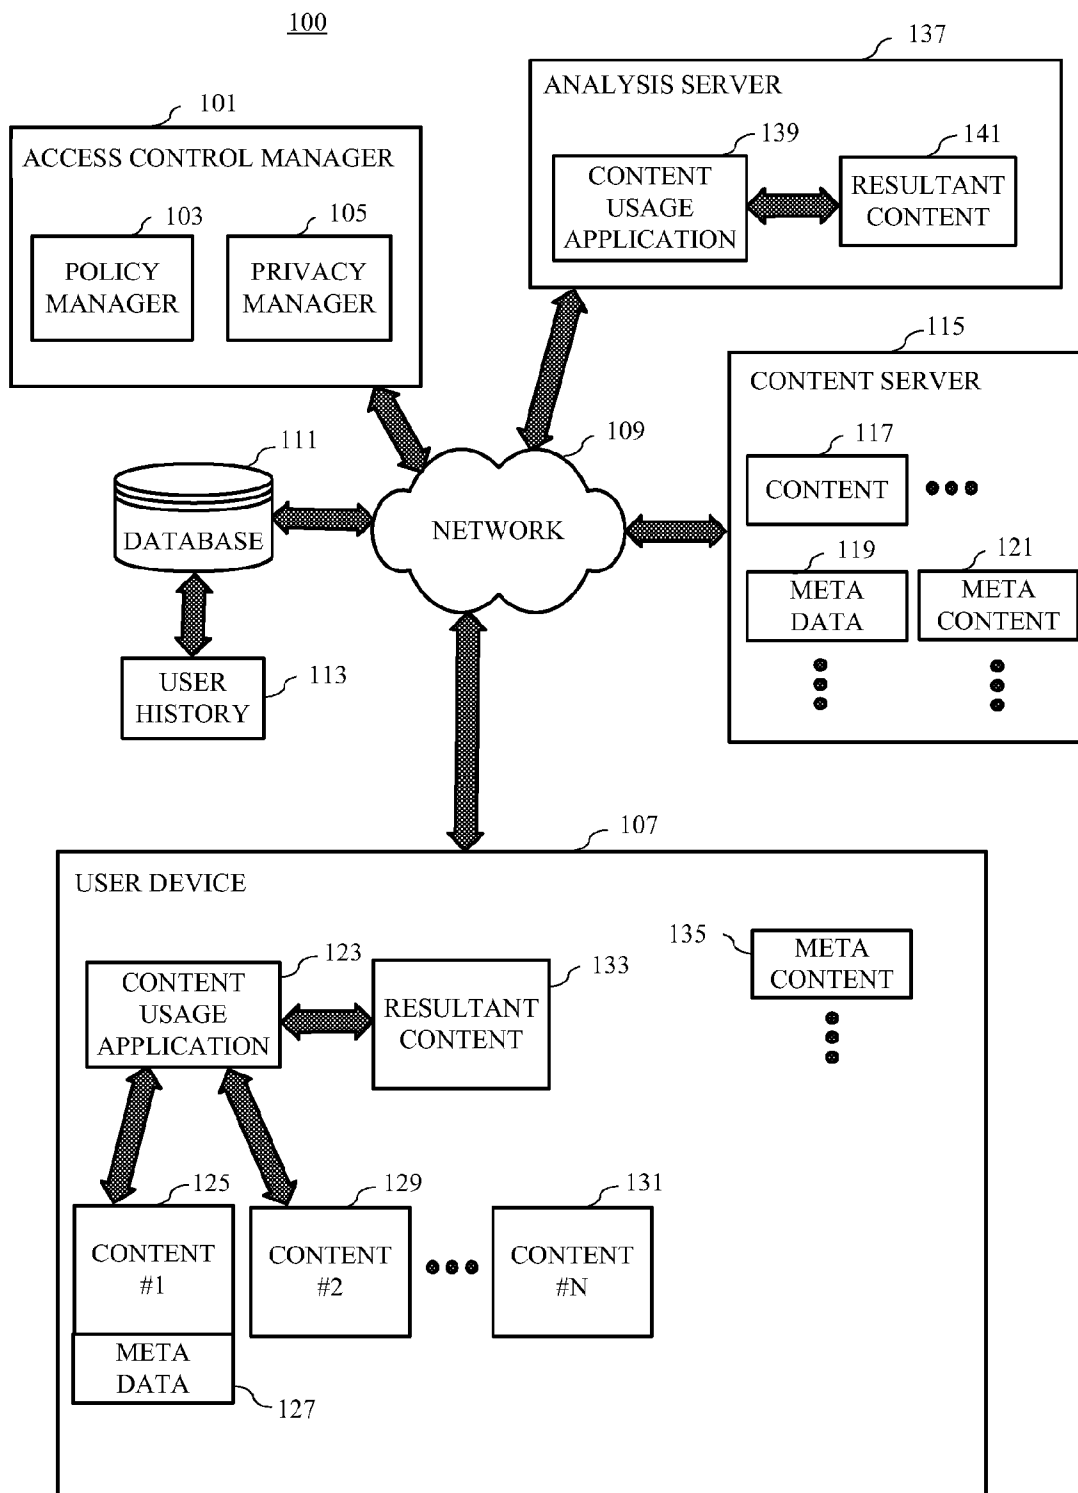 100
137
ANALYSIS SERVER
139
141
CONTENT
USAGE
APPLICATION
RESULTANT
CONTENT
101
ACCESS CONTROL MANAGER
103
105
POLICY
MANAGER
PRIVACY
MANAGER
115
CONTENT SERVER
117
CONTENT
119
121
META
DATA
META
CONTENT
109
NETWORK
111
DATABASE
USER
HISTORY
113
107
USER DEVICE
123
CONTENT
USAGE
APPLICATION
133
RESULTANT
CONTENT
135
META
CONTENT
125
CONTENT
#1
META
DATA
127
129
CONTENT
#2
131
CONTENT
#N